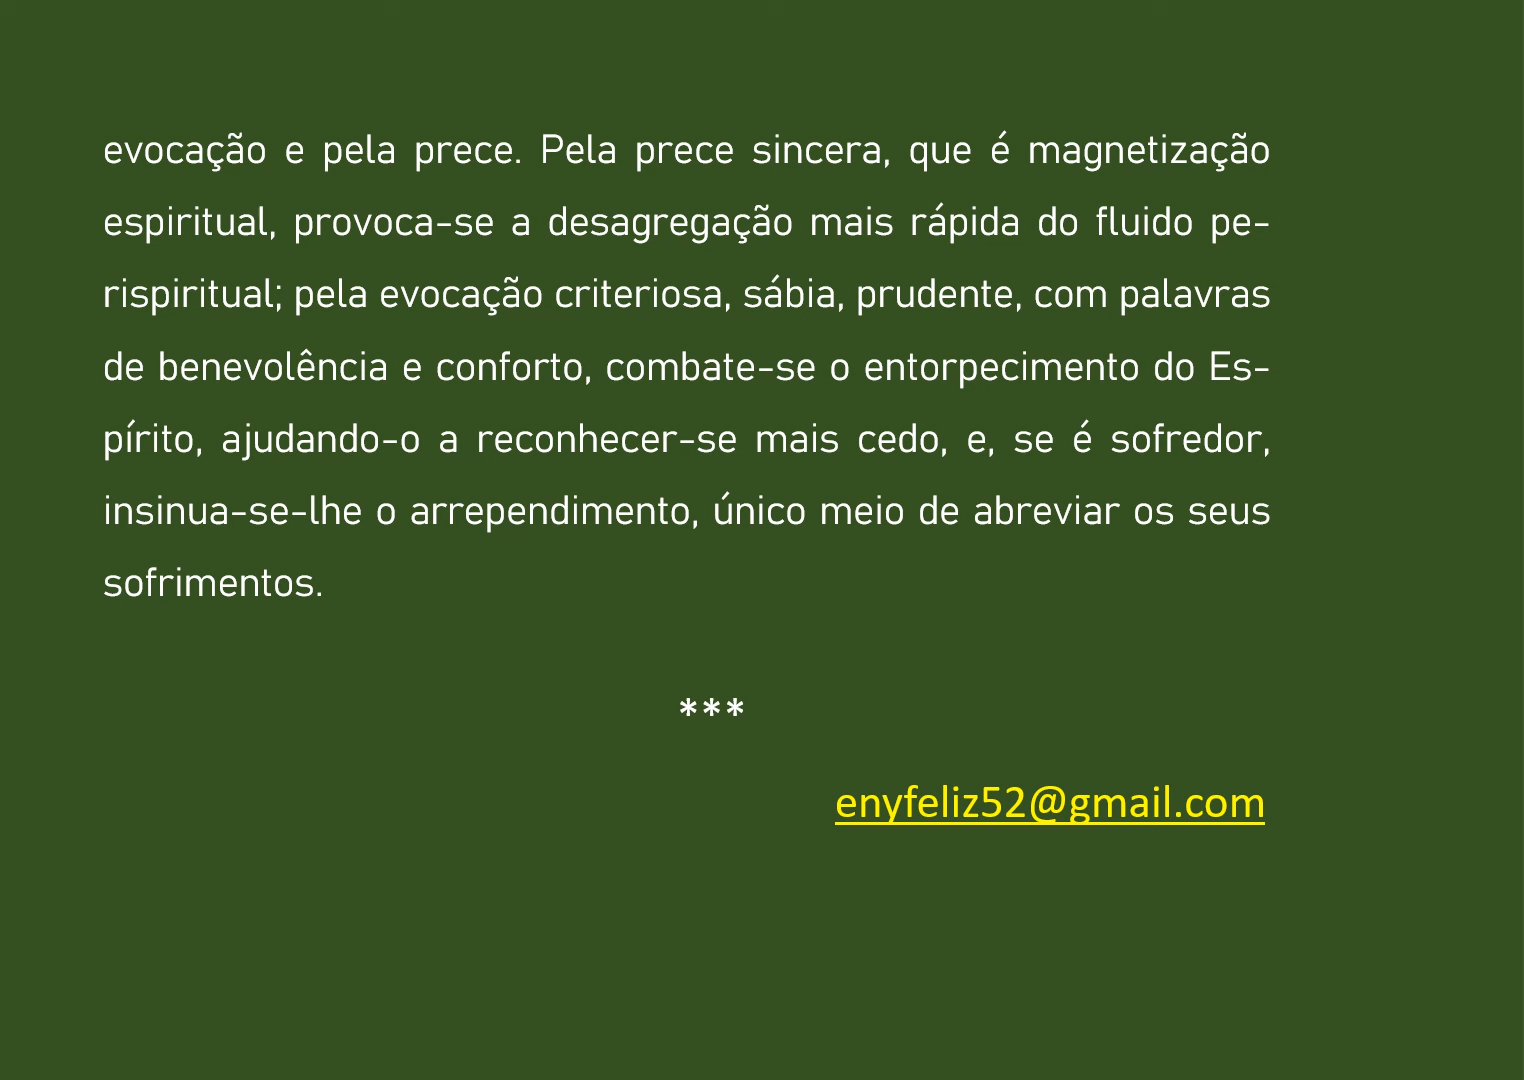 evocação e pela prece. Pela prece sincera, que é magnetização
espiritual, provoca-se a desagregação mais rápida do fluido pe-
rispiritual; pela evocação criteriosa, sábia, prudente, com palavras
de benevolência e conforto, combate-se o entorpecimento do Es-
pírito, ajudando-o a reconhecer-se mais cedo, e, se é sofredor,
insinua-se-lhe o arrependimento, único meio de abreviar os seus
sofrimentos.
***
enyfeliz52@gmail.com